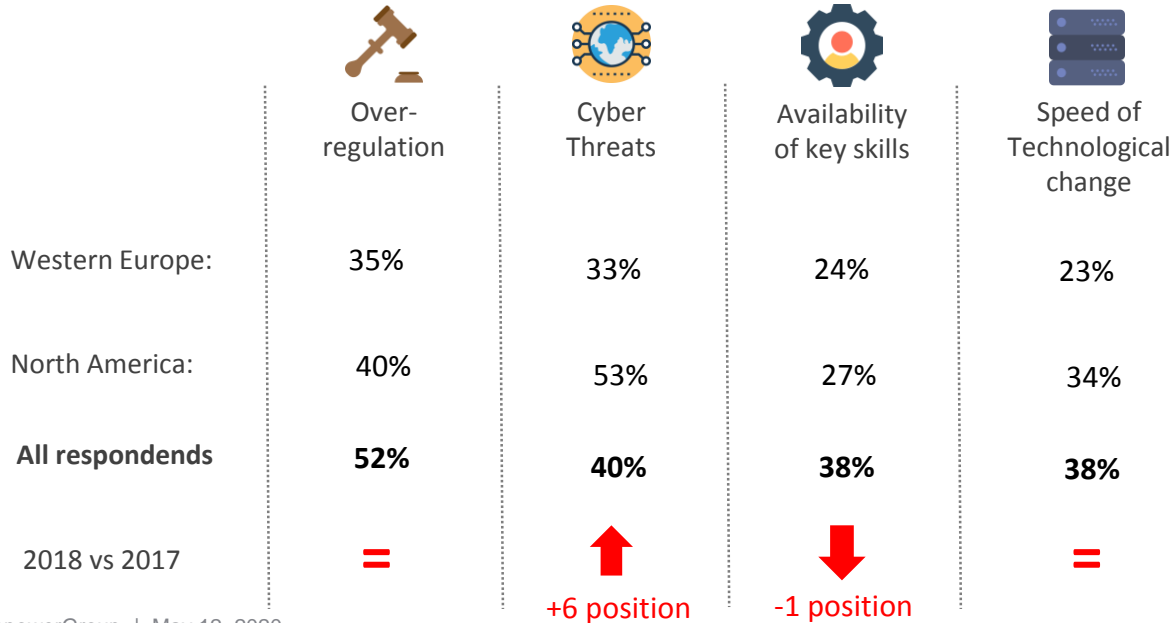 Over-
regulation
Cyber
Threats
Availability
of key skills
Speed of
Technological
change
Western Europe: 35% 33% 24% 23%
North America: 40% 53% 27% 34%
All respondends 52% 40% 38% 38%
2018 vs 2017 = =
+6 position -1 position